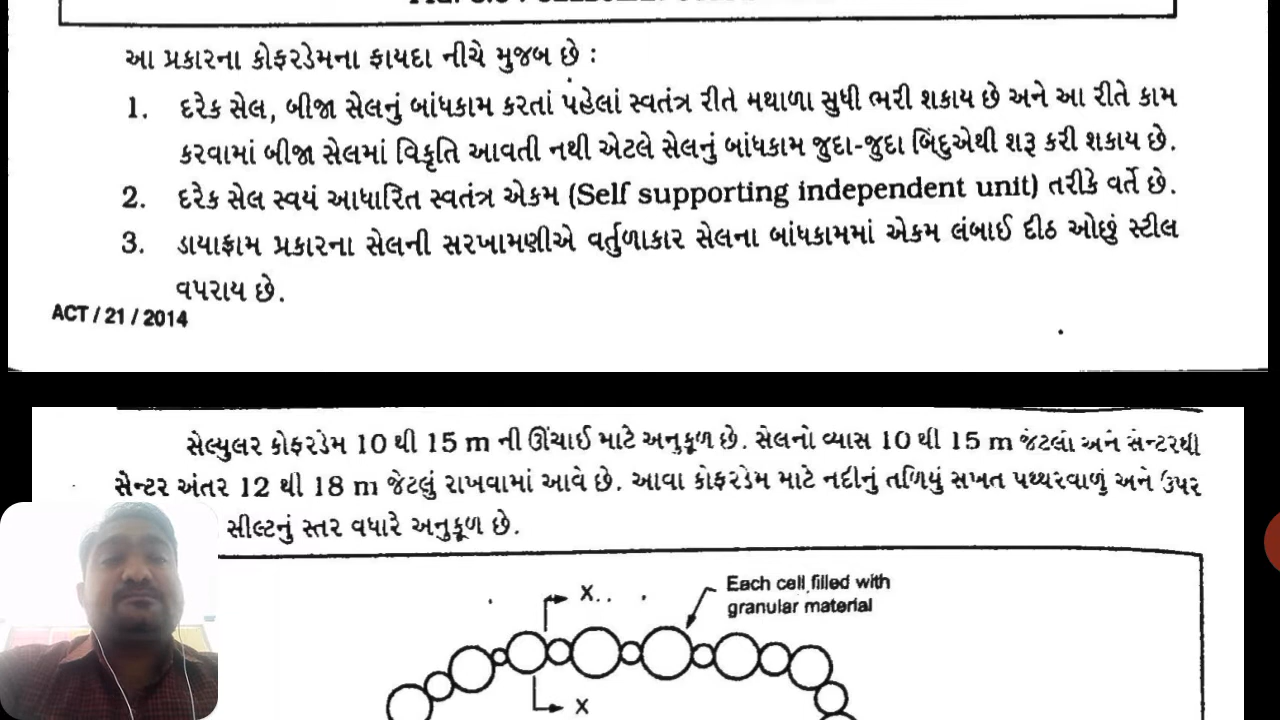 આ પ્રકારના કોફરડેમના ફાયદા નીચે મુજબ છે :
1. દરેક સેલ, બીજા સેલનું બાંધકામ કરતાં પહેલાં સ્વતંત્ર રીતે મથાળા સુધી ભરી શકાય છે અને આ રીતે કામ
કરવામાં બીજા સેલમાં વિકૃતિ આવતી નથી એટલે સેલનું બાંધકામ જુદા-જુદા બિંદુએથી શરૂ કરી શકાય છે.
2. દરેક સેલ સ્વયં આધારિત સ્વતંત્ર એકમ (Self supporting independent unit) તરીકે વર્તે છે.
3. ડાયાફ્રામ પ્રકારના સેલની સરખામણીએ વર્તુળાકાર સેલના બાંધકામમાં એકમ લંબાઈ દીઠ ઓછું સ્ટીલ
વપરાય છે.
ACT / 21 / 2014
સેલ્યુલર કોફરડેમ 10 થી 15 m ની ઊંચાઈ માટે અનુકૂળ છે. સેલનો વ્યાસ 10 થી 15 m જેટલો અને સેન્ટરથી
સેન્ટર અંતર 12 થી 18 m જેટલું રાખવામાં આવે છે. આવા કોફરડેમ માટે નદીનું તળિયું સખત પથ્થરવાળું અને ઉપર
સીલ્ટનું સ્તર વધારે અનુકૂળ છે.
X
Each cell filled with
granular material
X